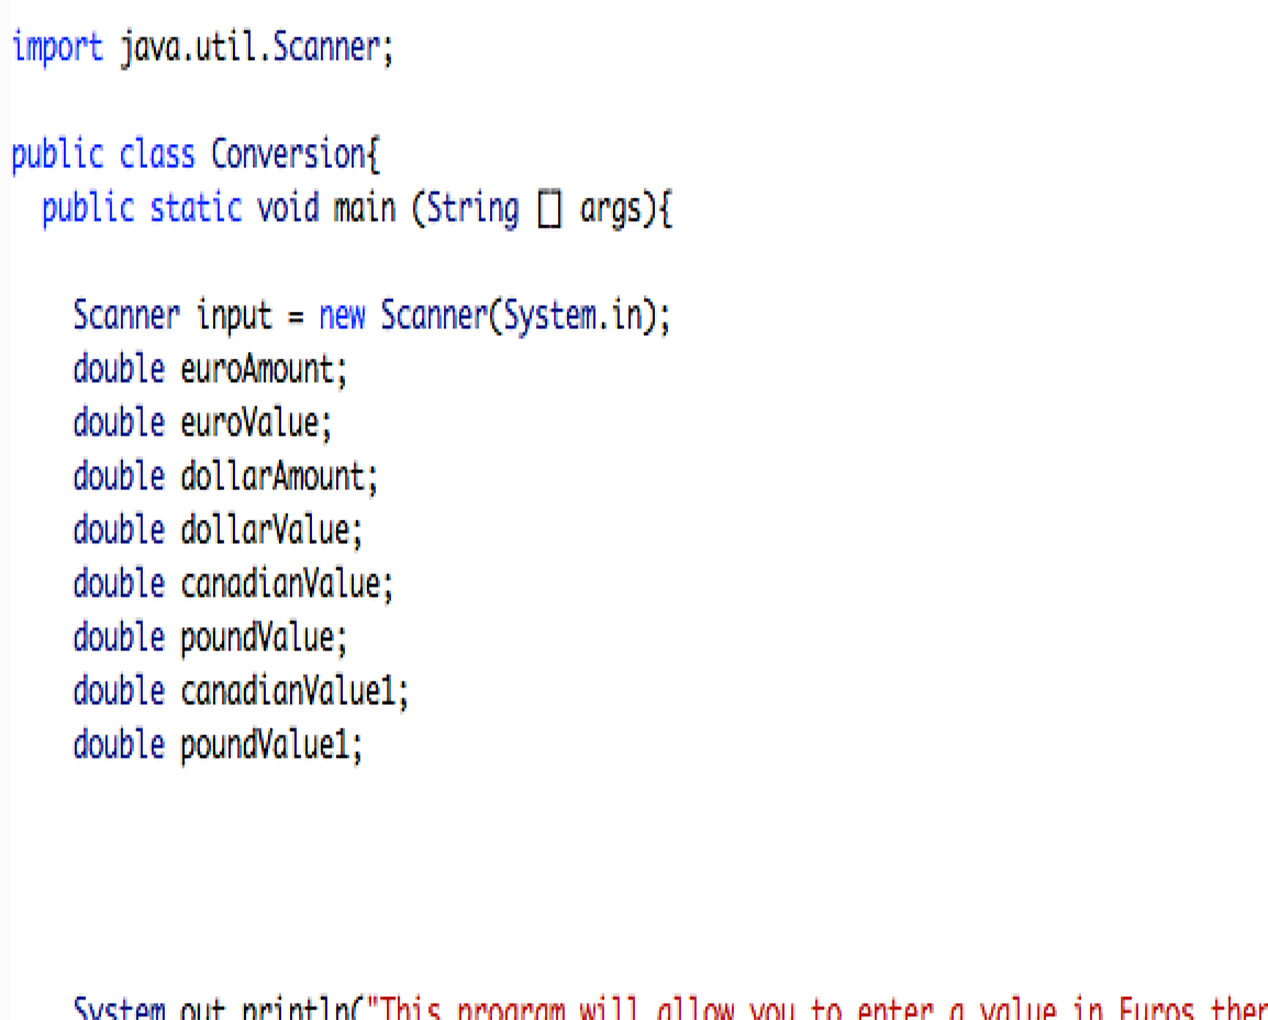 import java.util.Scanner;
public class Conversion{
public static void main (String [] args){
Scanner input = new Scanner(System.in);
double euroAmount;
double euroValue;
double dollarAmount;
double dollarValue;
double canadianValue;
double poundValue;
double canadianValue1;
double poundValue1;
System.out.println("This program will allow you to enter a value in Euros